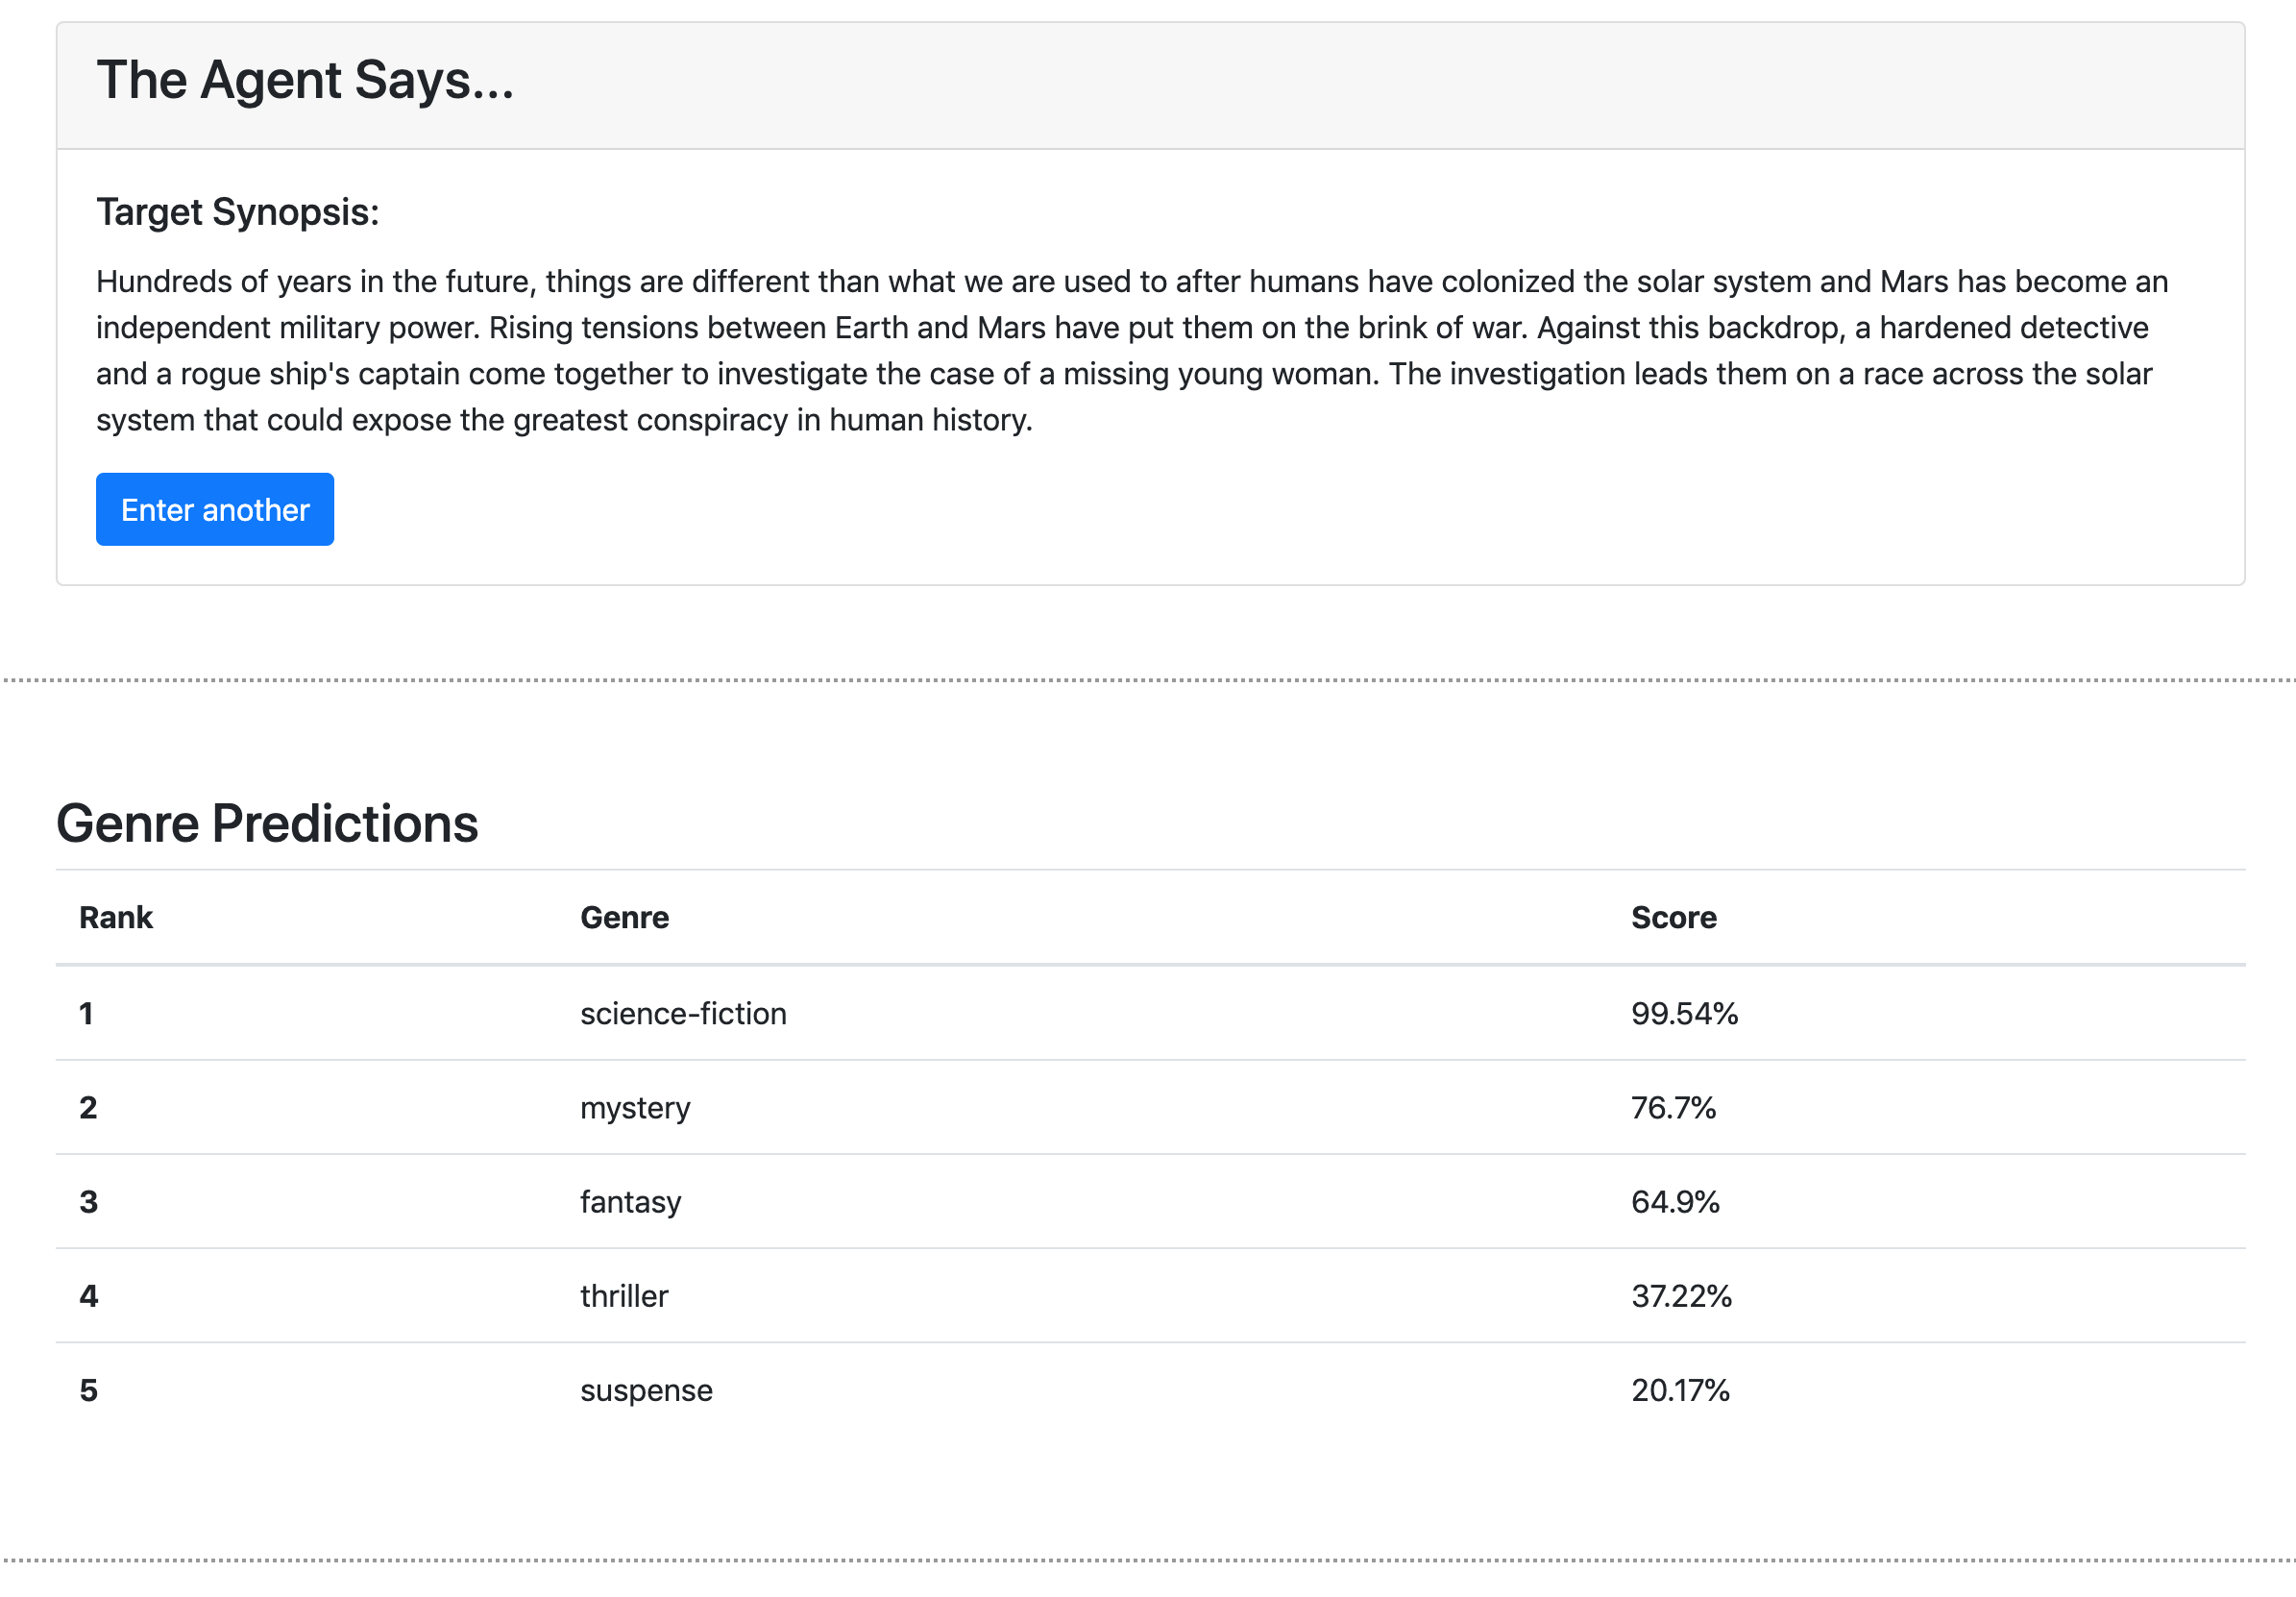 The Agent Says...
Target Synopsis:
Hundreds of years in the future, things are different than what we are used to after humans have colonized the solar system and Mars has become an
independent military power. Rising tensions between Earth and Mars have put them on the brink of war. Against this backdrop, a hardened detective
and a rogue ship's captain come together to investigate the case of a missing young woman. The investigation leads them on a race across the solar
system that could expose the greatest conspiracy in human history.
Enter another
Genre Predictions
Rank Genre Score
1 science-fiction 99.54%
2 mystery 76.7%
3 fantasy 64.9%
4 thriller 37.22%
5 suspense 20.17%